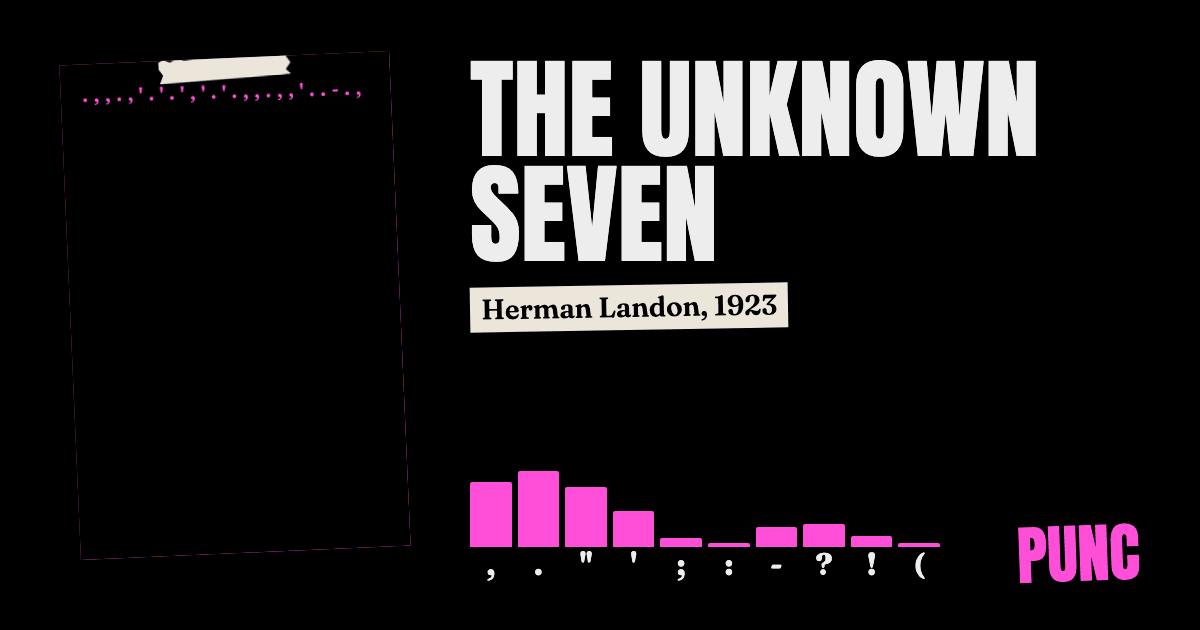 .,,.,'.'.','.'.,,.,,'..-.,
THE UNKNOWN
SEVEN
Herman Landon, 1923
, . " ' ; : - ? ! (
PUNC